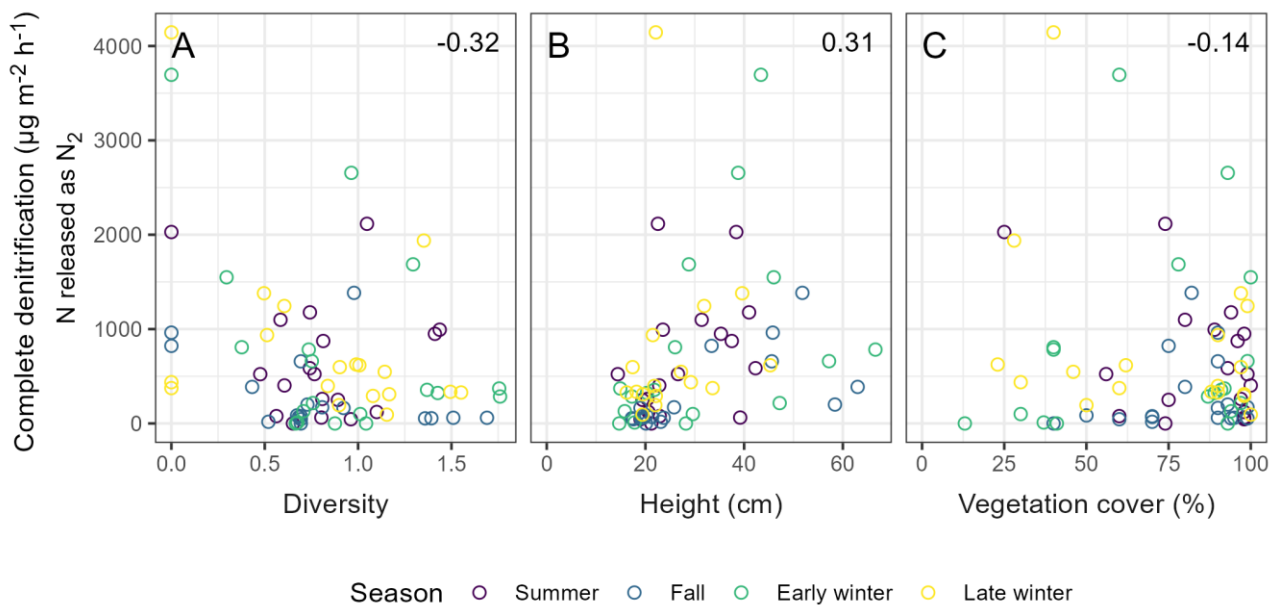 Complete denitrification (µg m⁻² h⁻¹)
N released as N₂
A
-0.32
B
0.31
C
-0.14
4000
3000
2000
1000
0
0.0 0.5 1.0 1.5
0 20 40 60
0 25 50 75 100
Diversity
Height (cm)
Vegetation cover (%)
Season Summer Fall Early winter Late winter